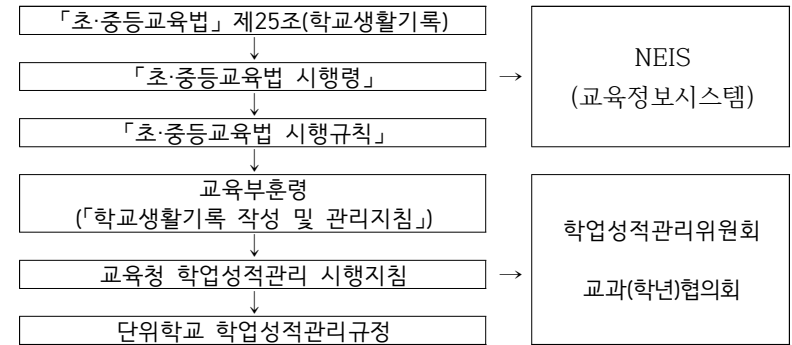 「초·중등교육법」 제25조(학교생활기록)
↓
「초·중등교육법 시행령」
→
NEIS
(교육정보시스템)
↓
「초·중등교육법 시행규칙」
↓
교육부훈령
(「학교생활기록 작성 및 관리지침」)
↓
교육청 학업성적관리 시행지침
→
학업성적관리위원회
교과(학년)협의회
↓
단위학교 학업성적관리규정